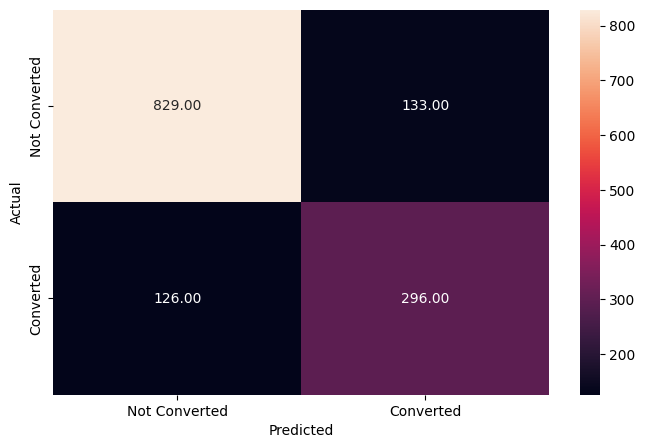 Actual
Not Converted
Converted
829.00
133.00
126.00
296.00
Not Converted
Converted
Predicted
800
700
600
500
400
300
200